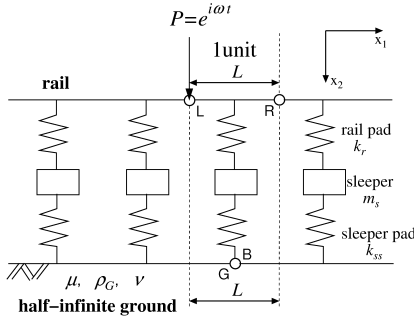 P=e^{iωt}
1unit
x₁
L
x₂
rail
L
R
rail pad
k_r
sleeper
m_s
sleeper pad
k_ss
B
G
μ, ρ_G, ν
L
half-infinite ground